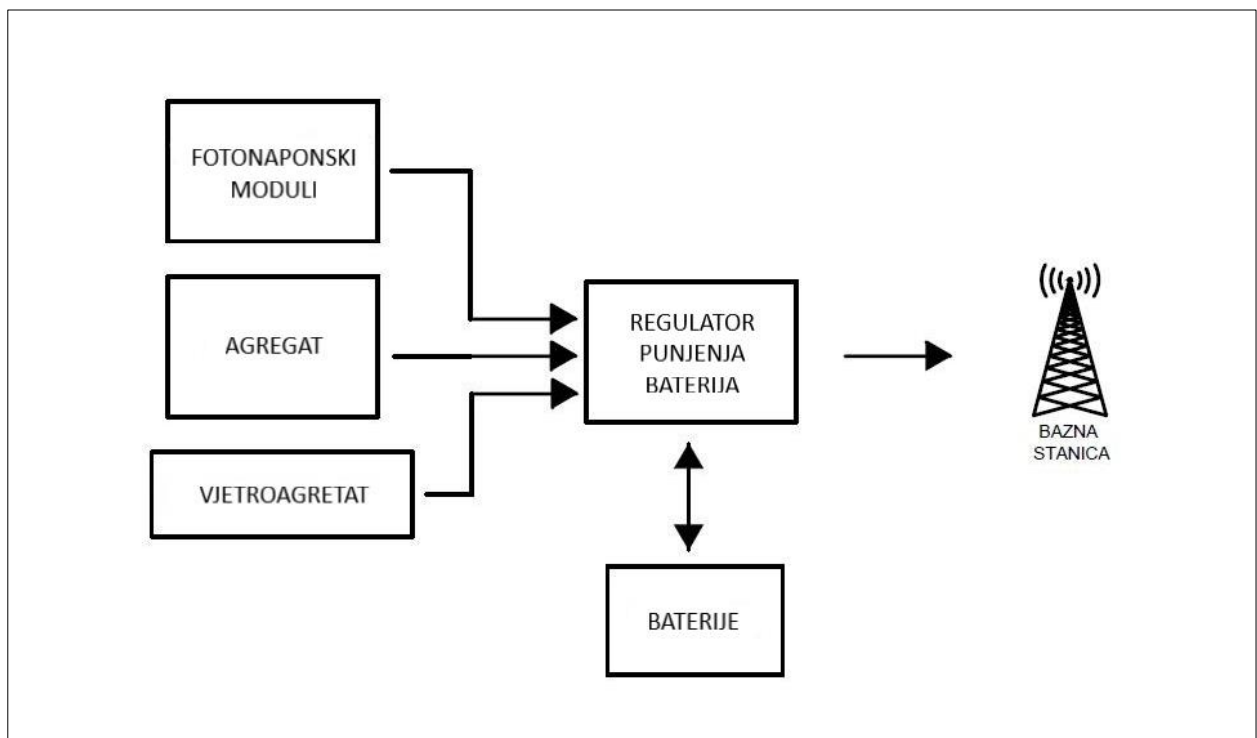 FOTONAPONSKI
MODULI
AGREGAT
VJETROAGRETAT
REGULATOR
PUNJENJA
BATERIJA
BATERIJE
BAZNA
STANICA